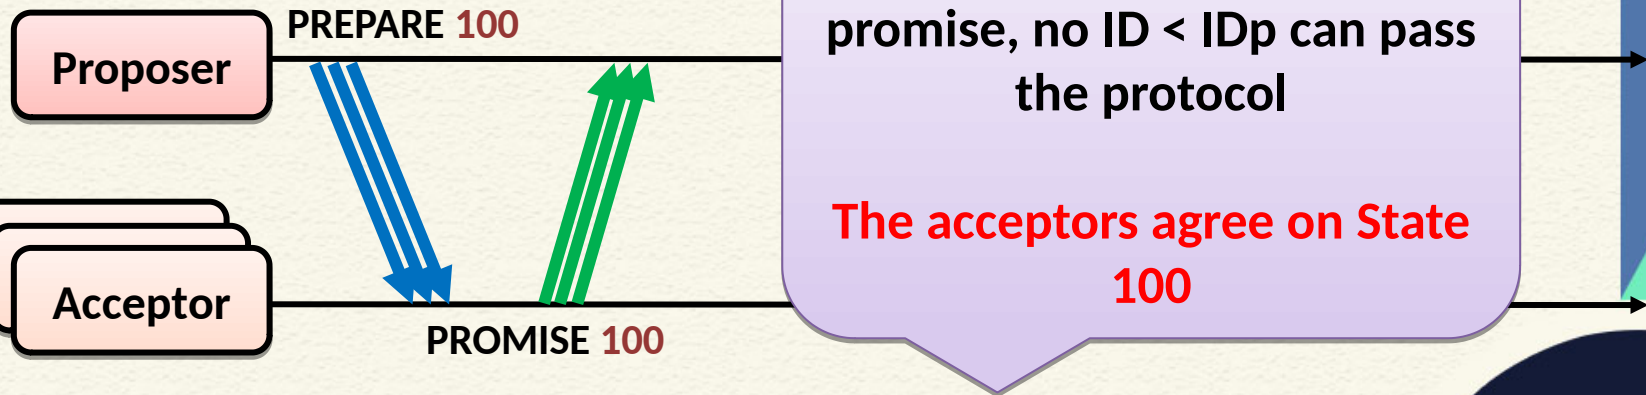 PREPARE 100
Proposer
promise, no ID < IDp can pass
the protocol
The acceptors agree on State
100
Acceptor
PROMISE 100